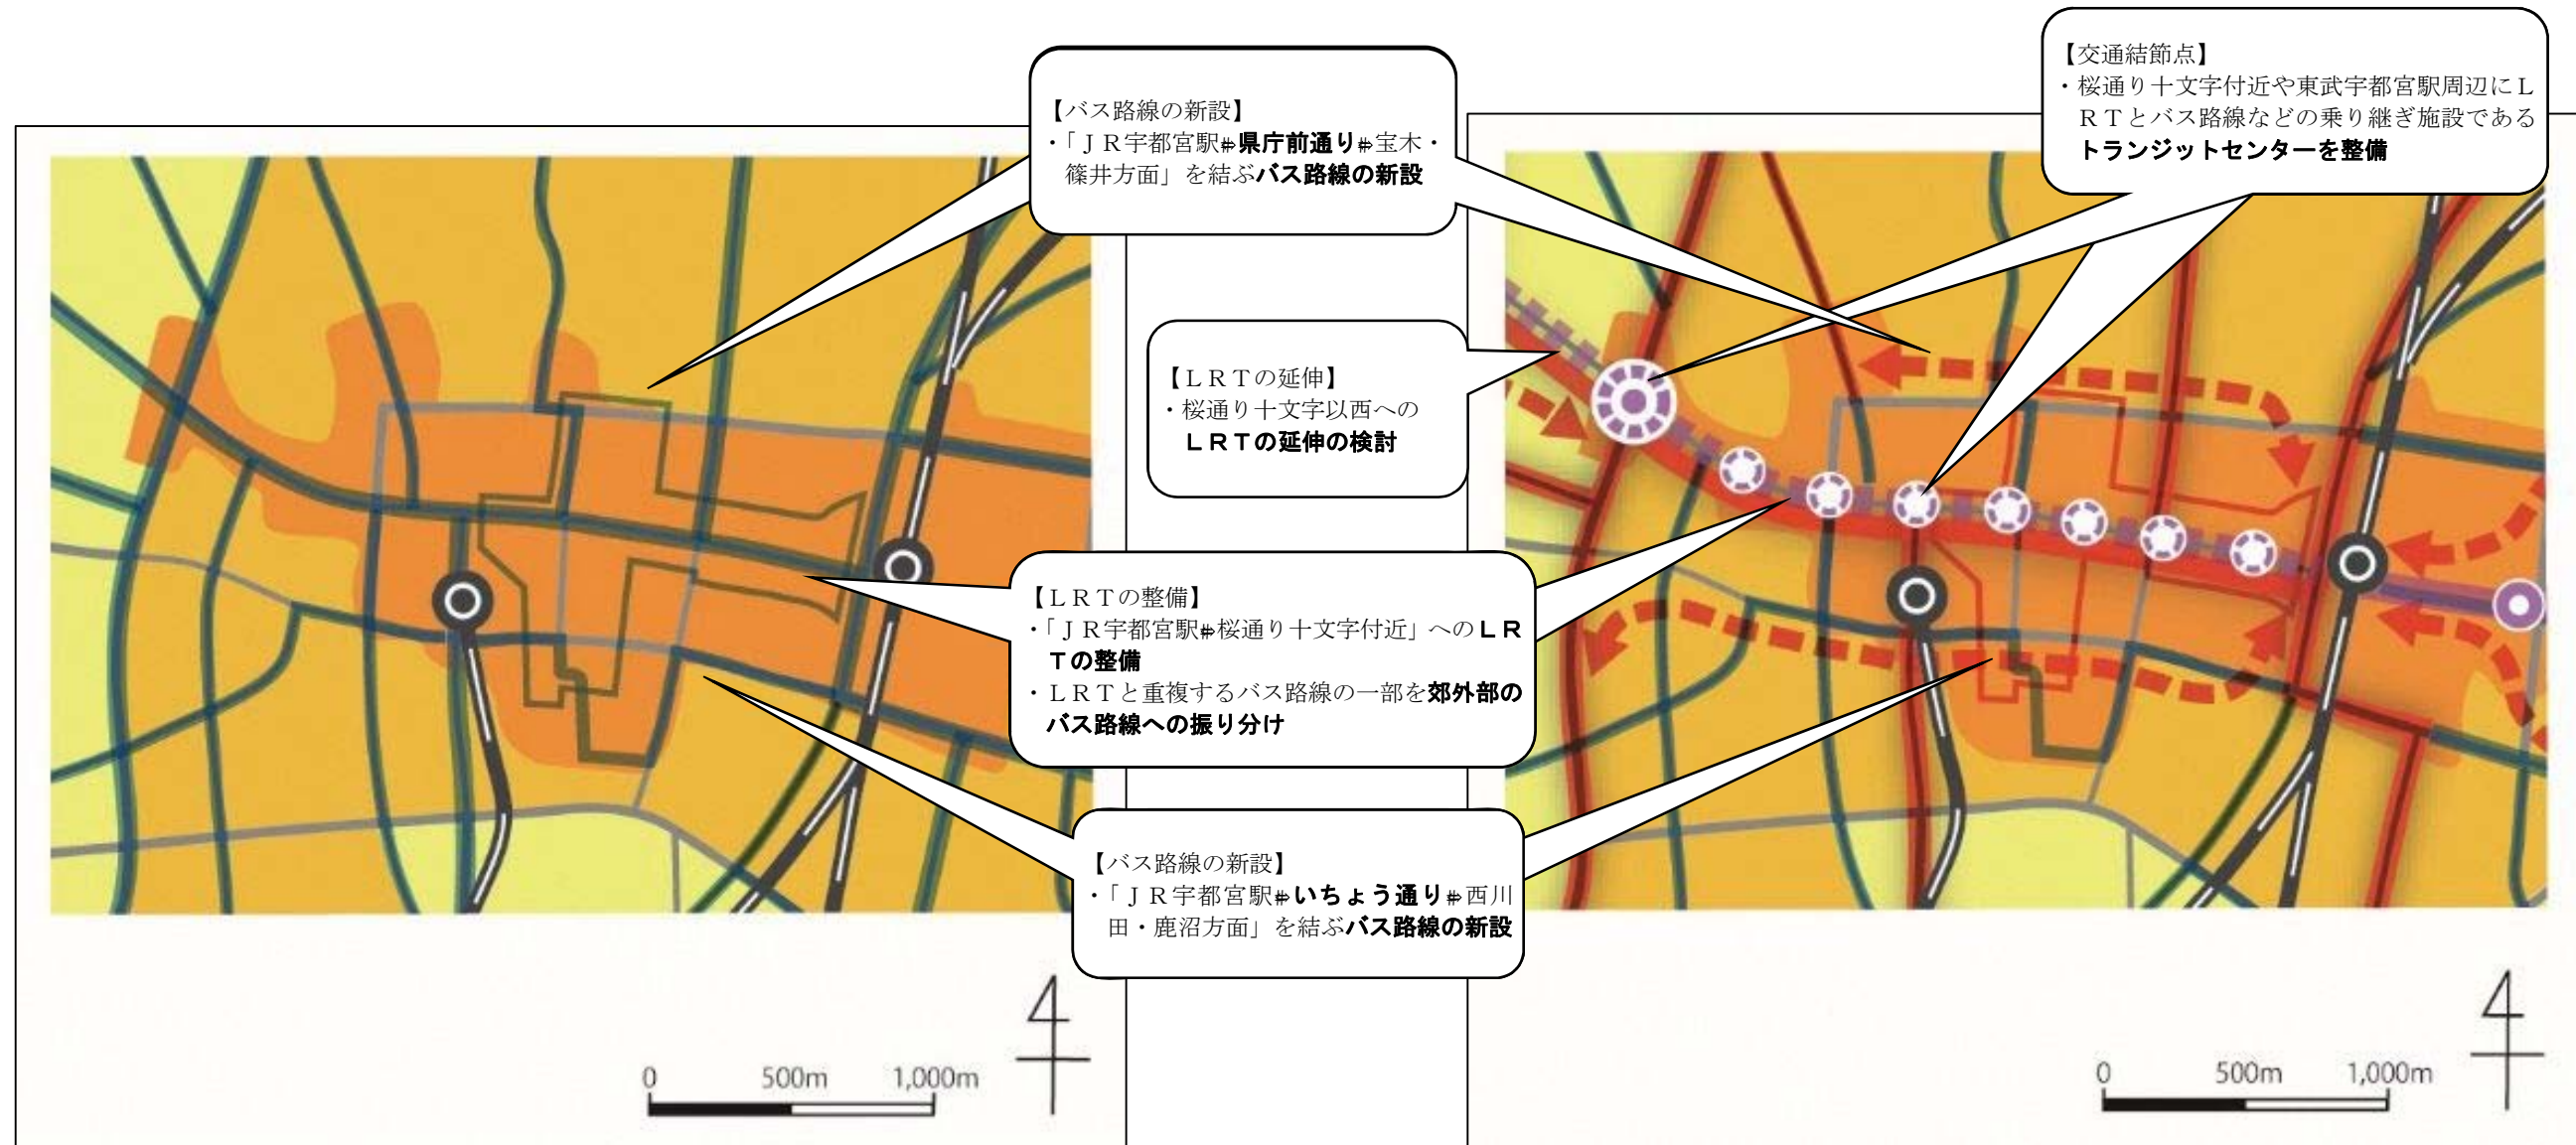 【バス路線の新設】
・「ＪＲ宇都宮駅⇔県庁前通り⇔宝木・
篠井方面」を結ぶバス路線の新設
【交通結節点】
・桜通り十文字付近や東武宇都宮駅周辺にＬ
ＲＴとバス路線などの乗り継ぎ施設である
トランジットセンターを整備
【ＬＲＴの延伸】
・桜通り十文字以西への
ＬＲＴの延伸の検討
【ＬＲＴの整備】
・「ＪＲ宇都宮駅⇔桜通り十文字付近」へのＬＲ
Ｔの整備
・ＬＲＴと重複するバス路線の一部を郊外部の
バス路線への振り分け
【バス路線の新設】
・「ＪＲ宇都宮駅⇔いちょう通り⇔西川
田・鹿沼方面」を結ぶバス路線の新設
0 500m 1,000m
0 500m 1,000m